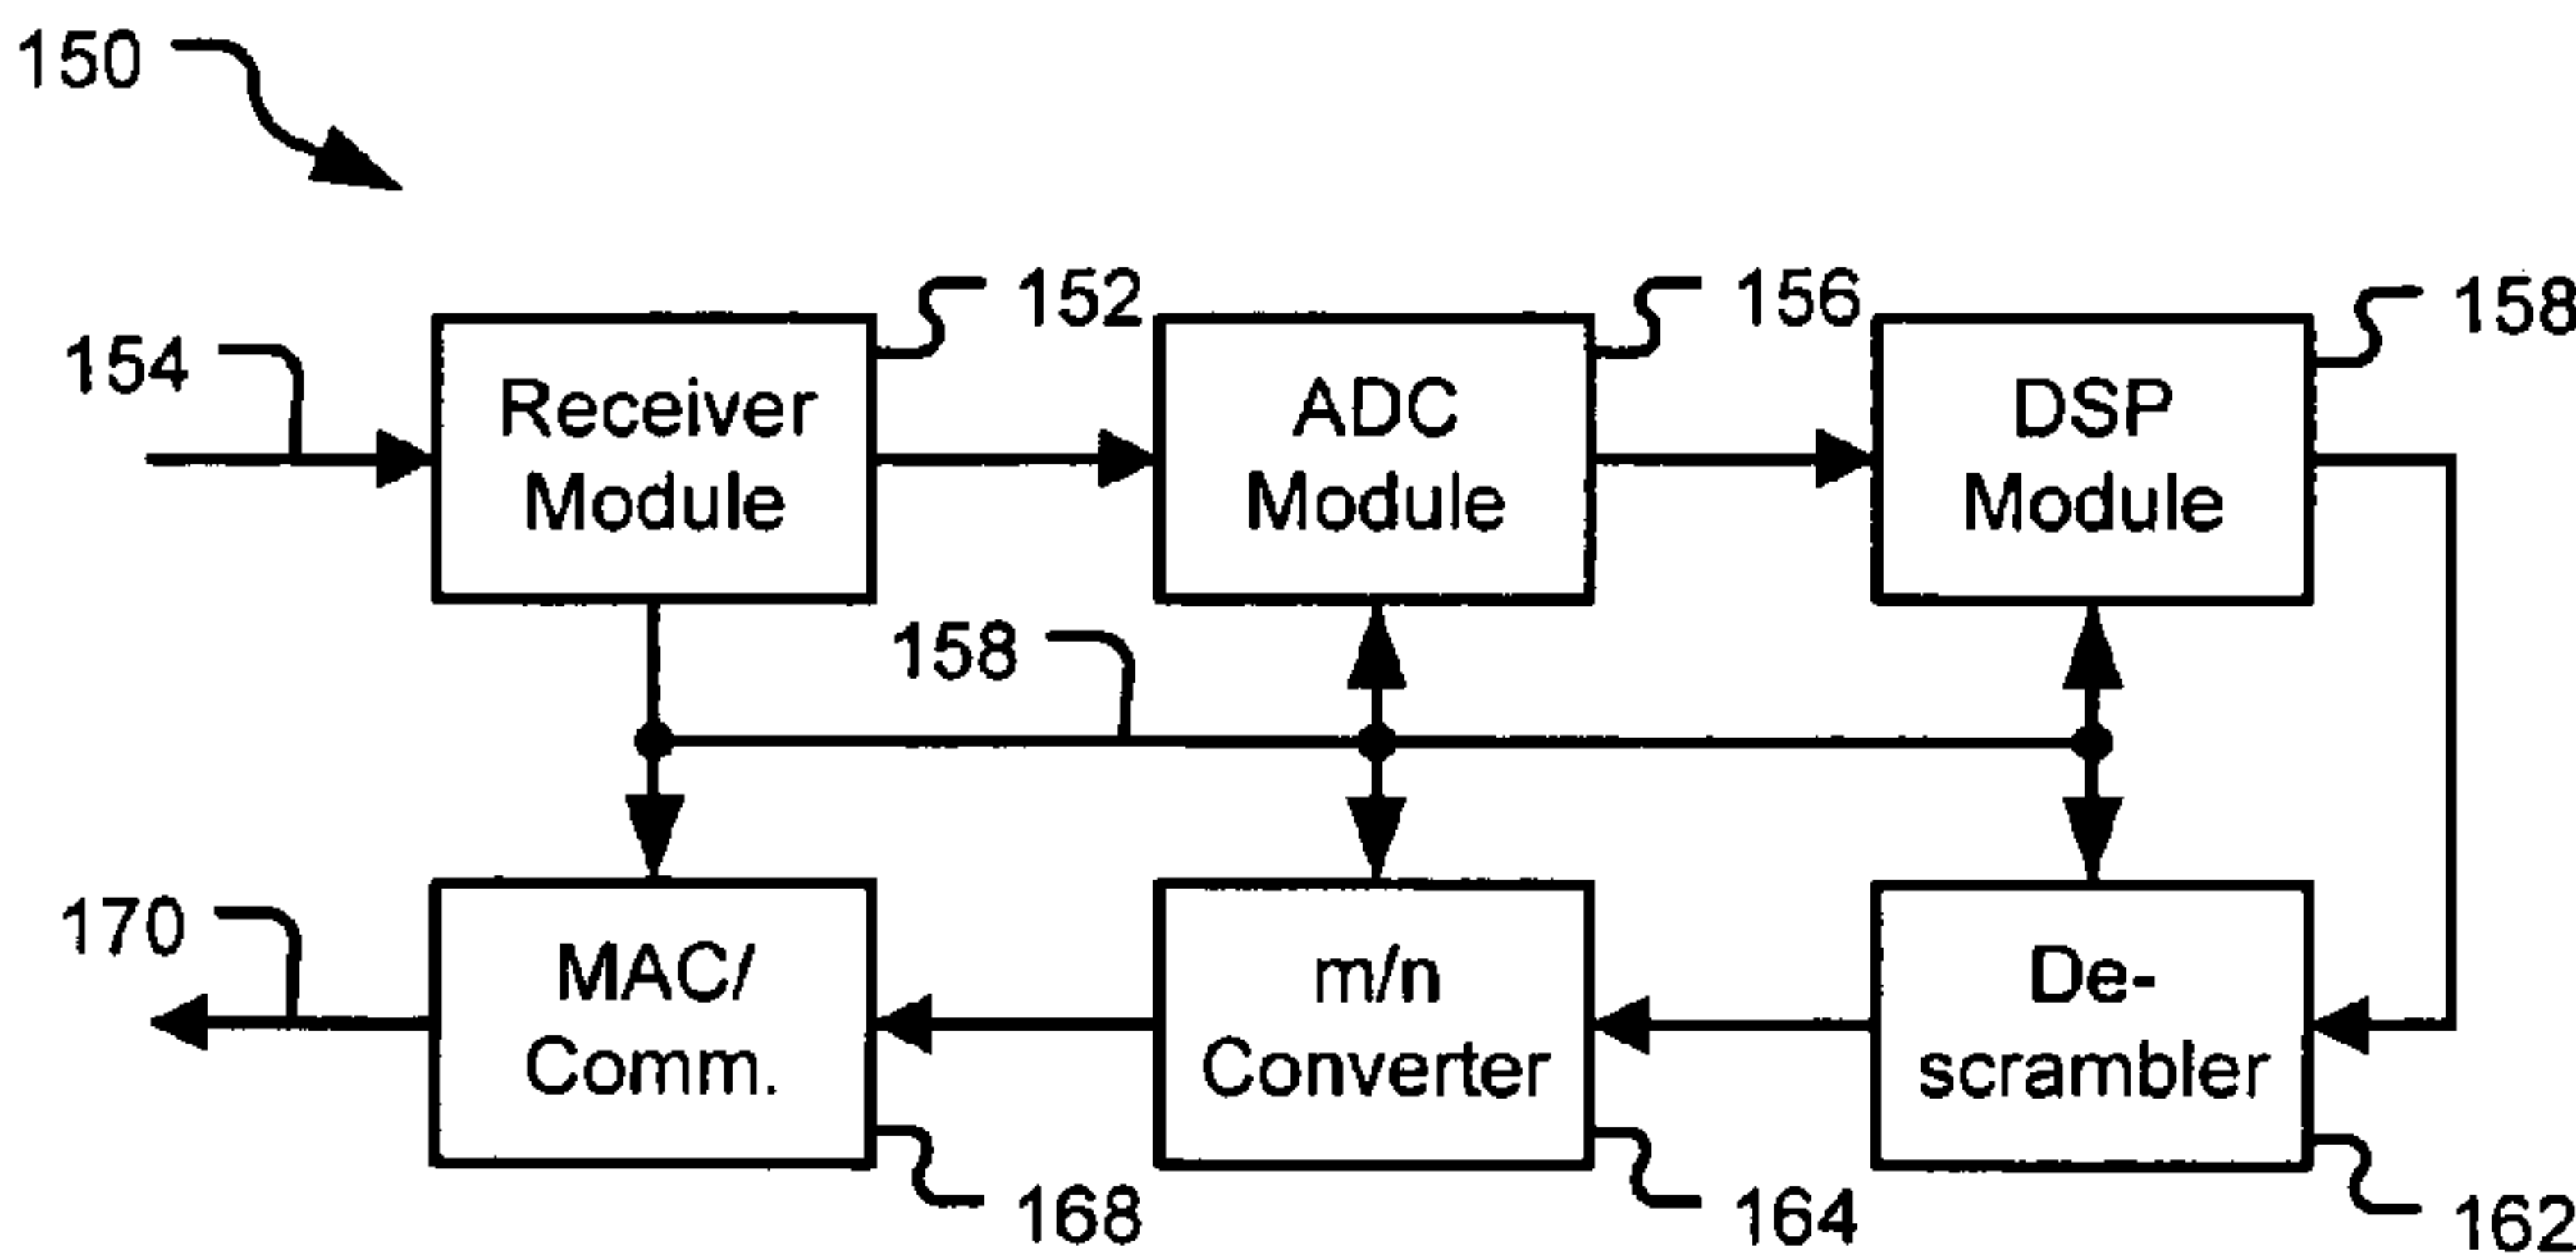 150
152
156
158
154
Receiver
Module
ADC
Module
DSP
Module
158
170
MAC/
Comm.
m/n
Converter
De-
scrambler
168
164
162